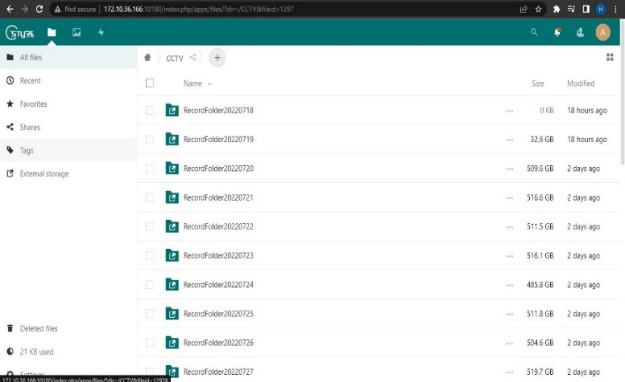 Not secure | 172.10.36.166:10180/index.php/apps/files/?dir=/CCTV&fileid=1297
All files
CCTV
Recent
Name Size Modified
Favorites
RecordFolder20220718 ... 0 KB 18 hours ago
Shares
RecordFolder20220719 ... 32.6 GB 18 hours ago
Tags
RecordFolder20220720 ... 509.6 GB 2 days ago
External storage
RecordFolder20220721 ... 516.6 GB 2 days ago
RecordFolder20220722 ... 511.5 GB 2 days ago
RecordFolder20220723 ... 516.1 GB 2 days ago
RecordFolder20220724 ... 485.8 GB 2 days ago
RecordFolder20220725 ... 511.8 GB 2 days ago
Deleted files
RecordFolder20220726 ... 504.6 GB 2 days ago
21 KB used
RecordFolder20220727 ... 519.7 GB 2 days ago
Settings